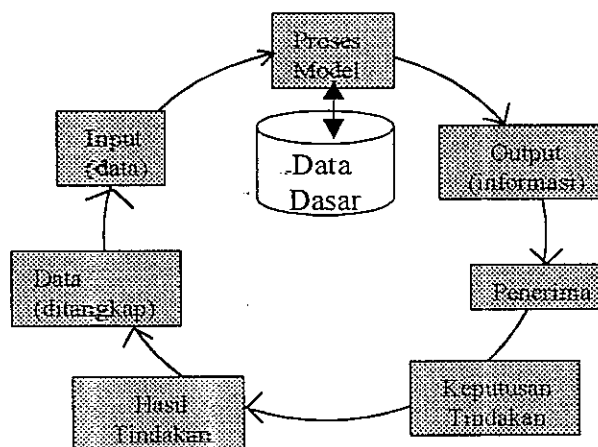 Proses
Model
Input
(data)
Data
Dasar
Output
(informasi)
Data
(ditangkap)
Penerima
Hasil
Tindakan
Keputusan
Tindakan